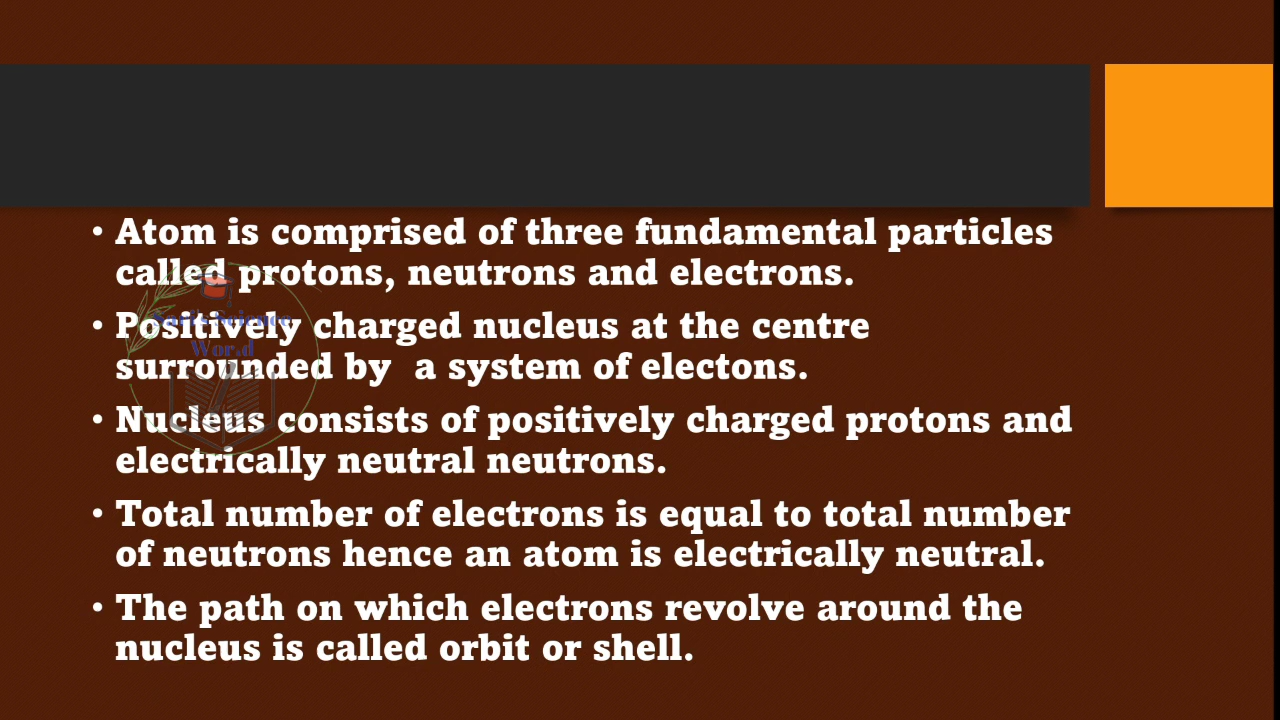 • Atom is comprised of three fundamental particles
called protons, neutrons and electrons.
• Positively charged nucleus at the centre
surrounded by  a system of electons.
• Nucleus consists of positively charged protons and
electrically neutral neutrons.
• Total number of electrons is equal to total number
of neutrons hence an atom is electrically neutral.
• The path on which electrons revolve around the
nucleus is called orbit or shell.
Science
World